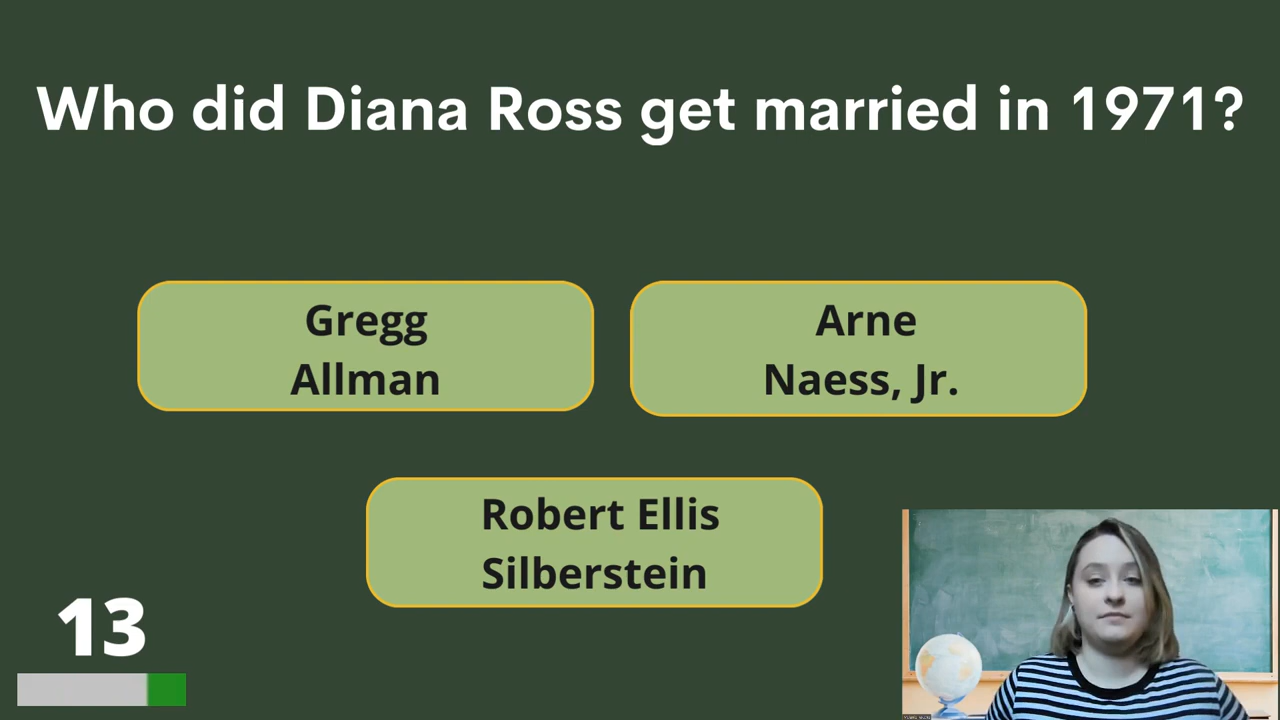 Who did Diana Ross get married in 1971?
Gregg
Allman
Arne
Naess, Jr.
Robert Ellis
Silberstein
13